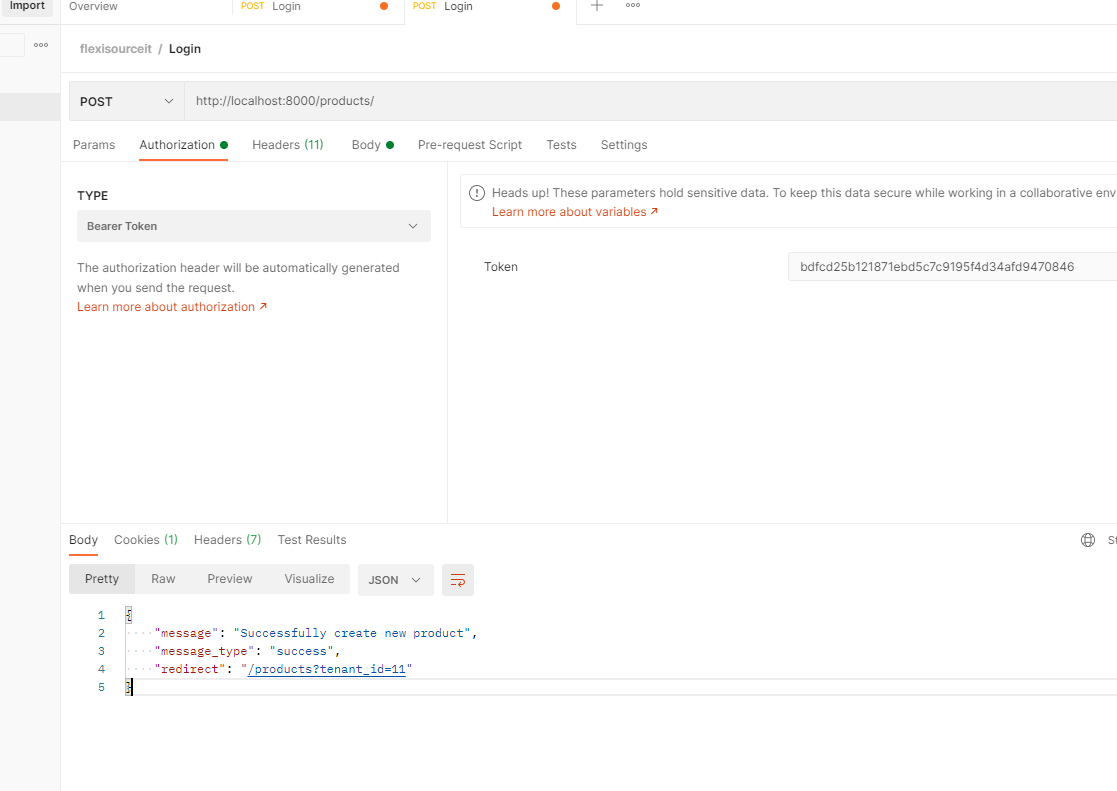 Import
Overview
POST Login
POST Login
flexisourceit / Login
POST
http://localhost:8000/products/
Params
Authorization
Headers (11)
Body
Pre-request Script
Tests
Settings
TYPE
Bearer Token
The authorization header will be automatically generated
when you send the request.
Learn more about authorization ↗
Heads up! These parameters hold sensitive data. To keep this data secure while working in a collaborative env
Learn more about variables ↗
Token
bdfcd25b121871ebd5c7c9195f4d34afd9470846
Body
Cookies (1)
Headers (7)
Test Results
St
Pretty
Raw
Preview
Visualize
JSON
1 {
2 "message": "Successfully create new product",
3 "message_type": "success",
4 "redirect": "/products?tenant_id=11"
5 }